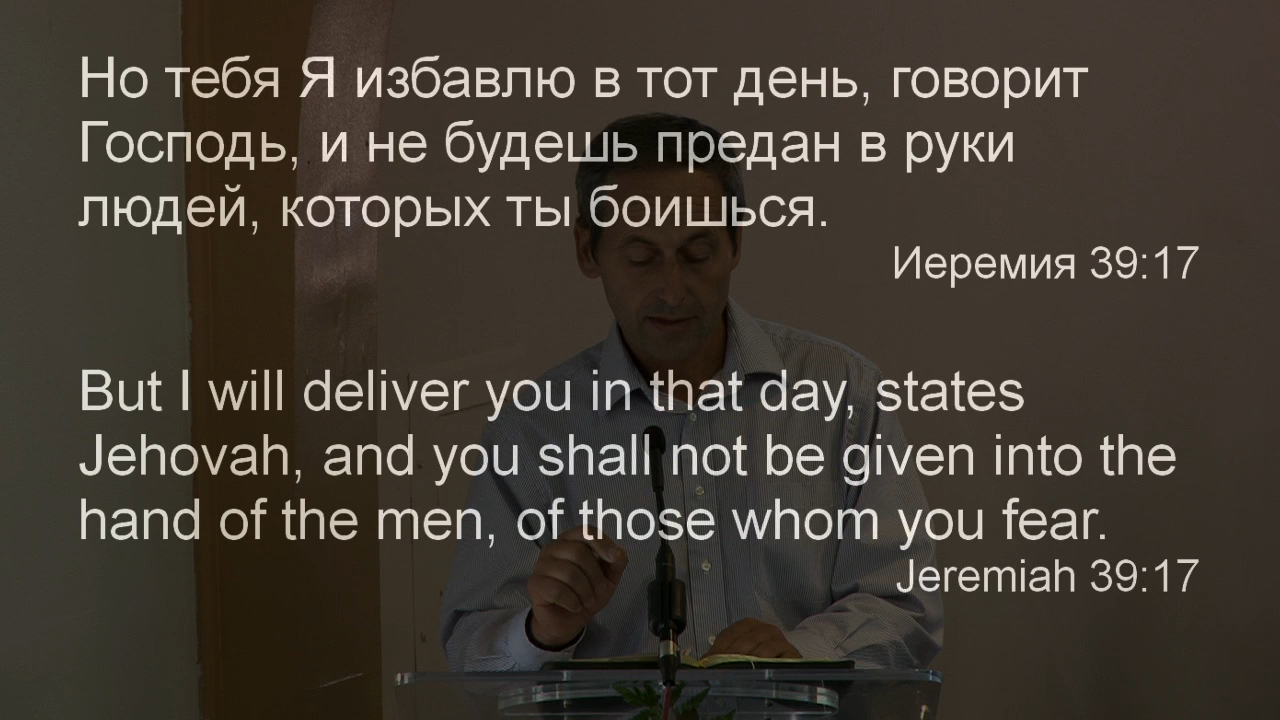 Но тебя Я избавлю в тот день, говорит
Господь, и не будешь предан в руки
людей, которых ты боишься.
Иеремия 39:17
But I will deliver you in that day, states
Jehovah, and you shall not be given into the
hand of the men, of those whom you fear.
Jeremiah 39:17